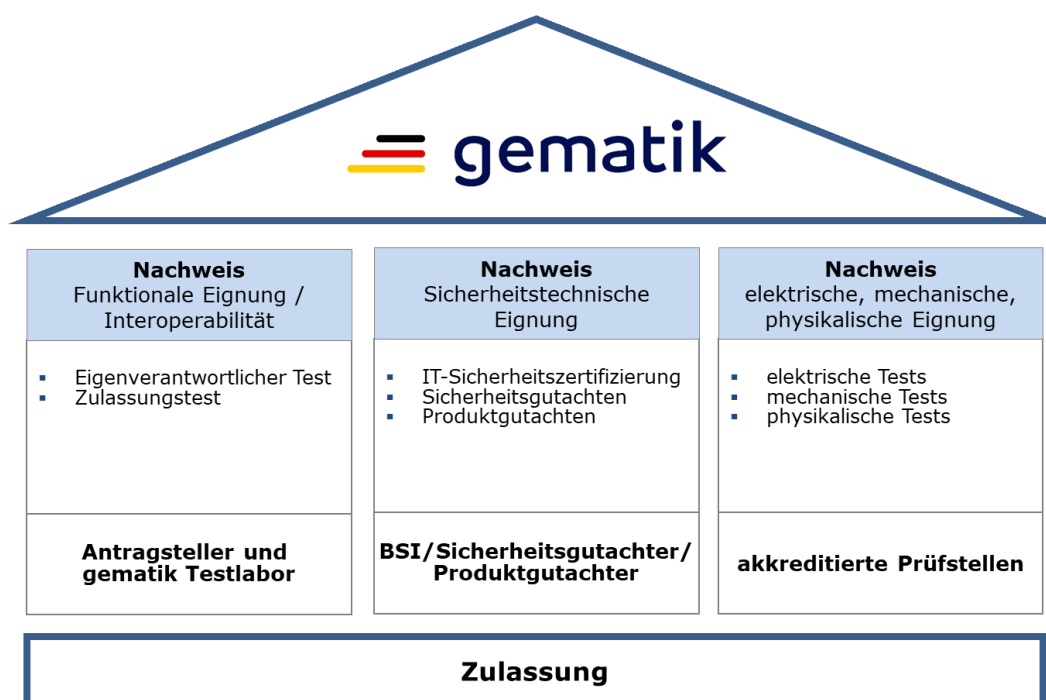 gematik
Nachweis
Funktionale Eignung /
Interoperabilität
▪ Eigenverantwortlicher Test
▪ Zulassungstest
Antragsteller und
gematik Testlabor
Nachweis
Sicherheitstechnische
Eignung
▪ IT-Sicherheitszertifizierung
▪ Sicherheitsgutachten
▪ Produktgutachten
BSI/Sicherheitsgutachter/
Produktgutachter
Nachweis
elektrische, mechanische,
physikalische Eignung
▪ elektrische Tests
▪ mechanische Tests
▪ physikalische Tests
akkreditierte Prüfstellen
Zulassung